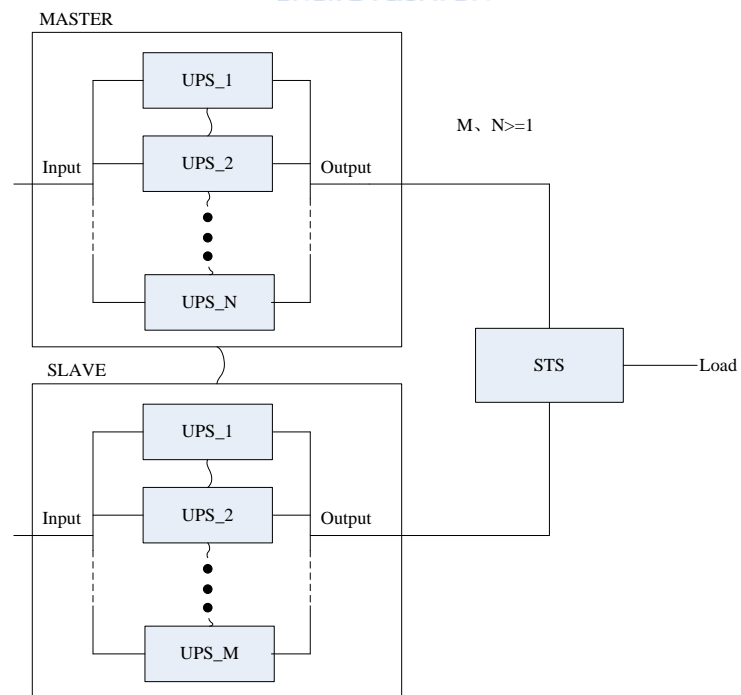 MASTER
UPS_1
M、N>=1
Input
UPS_2
Output
UPS_N
SLAVE
STS
Load
UPS_1
Input
UPS_2
Output
UPS_M